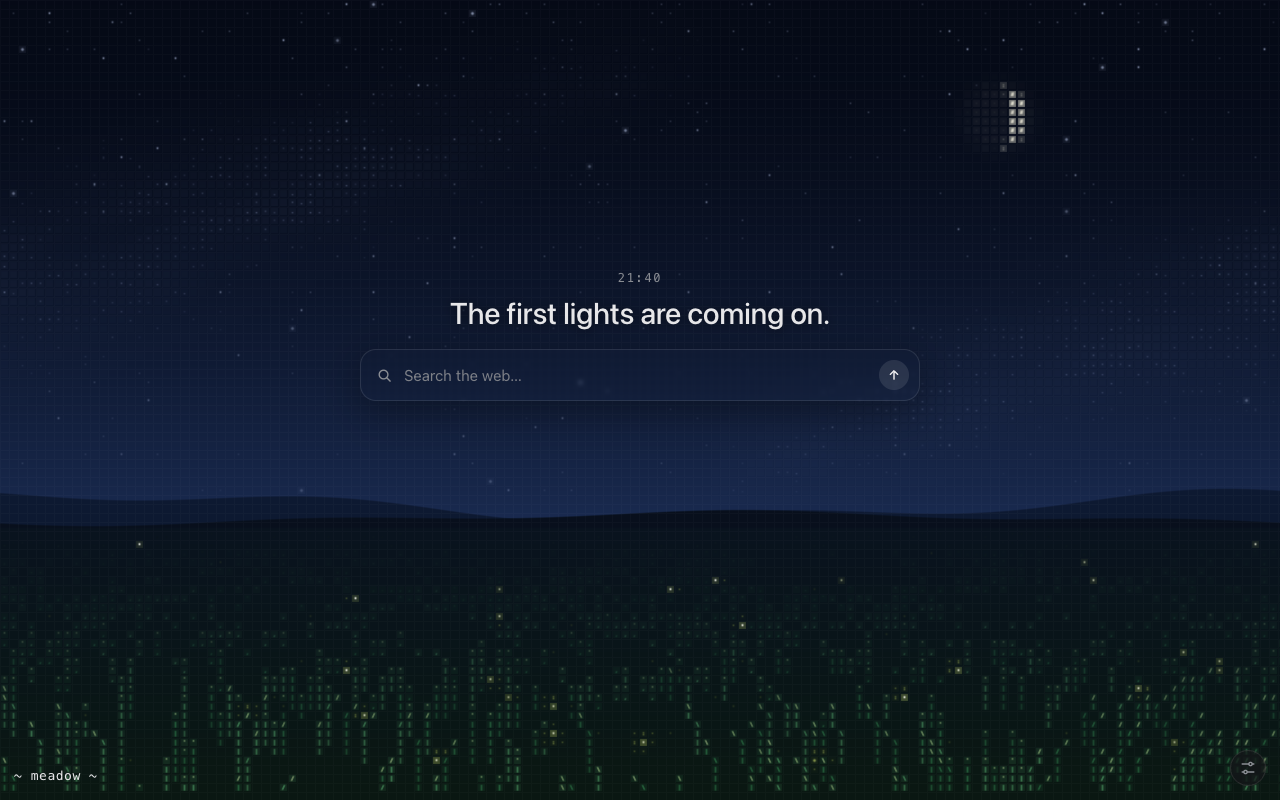 21:40
The first lights are coming on.
Search the web...
~ meadow ~